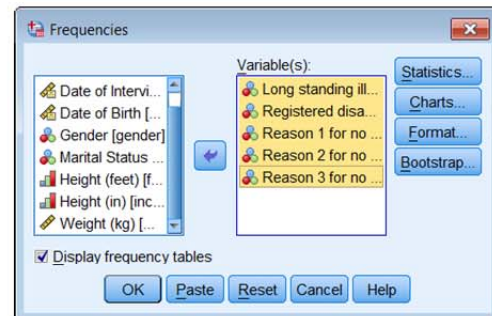 Frequencies
Variable(s):
Date of Intervi...
Date of Birth [...
Gender [gender]
Marital Status ...
Height (feet) [f...
Height (in) [inc...
Weight (kg) [...
Long standing ill...
Registered disa...
Reason 1 for no ...
Reason 2 for no ...
Reason 3 for no ...
Statistics...
Charts...
Format...
Bootstrap...
Display frequency tables
OK Paste Reset Cancel Help